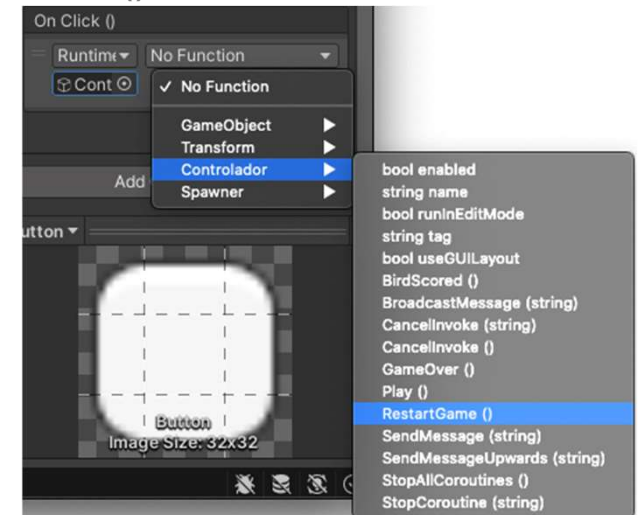 On Click ()
Runtime
No Function
Cont
✓ No Function
GameObject
Transform
Controlador
Spawner
Add
utton
Button
Image Size: 32x32
bool enabled
string name
bool runInEditMode
string tag
bool useGUILayout
BirdScored ()
BroadcastMessage (string)
CancelInvoke (string)
CancelInvoke ()
GameOver ()
Play ()
RestartGame ()
SendMessage (string)
SendMessageUpwards (string)
StopAllCoroutines ()
StopCoroutine (string)